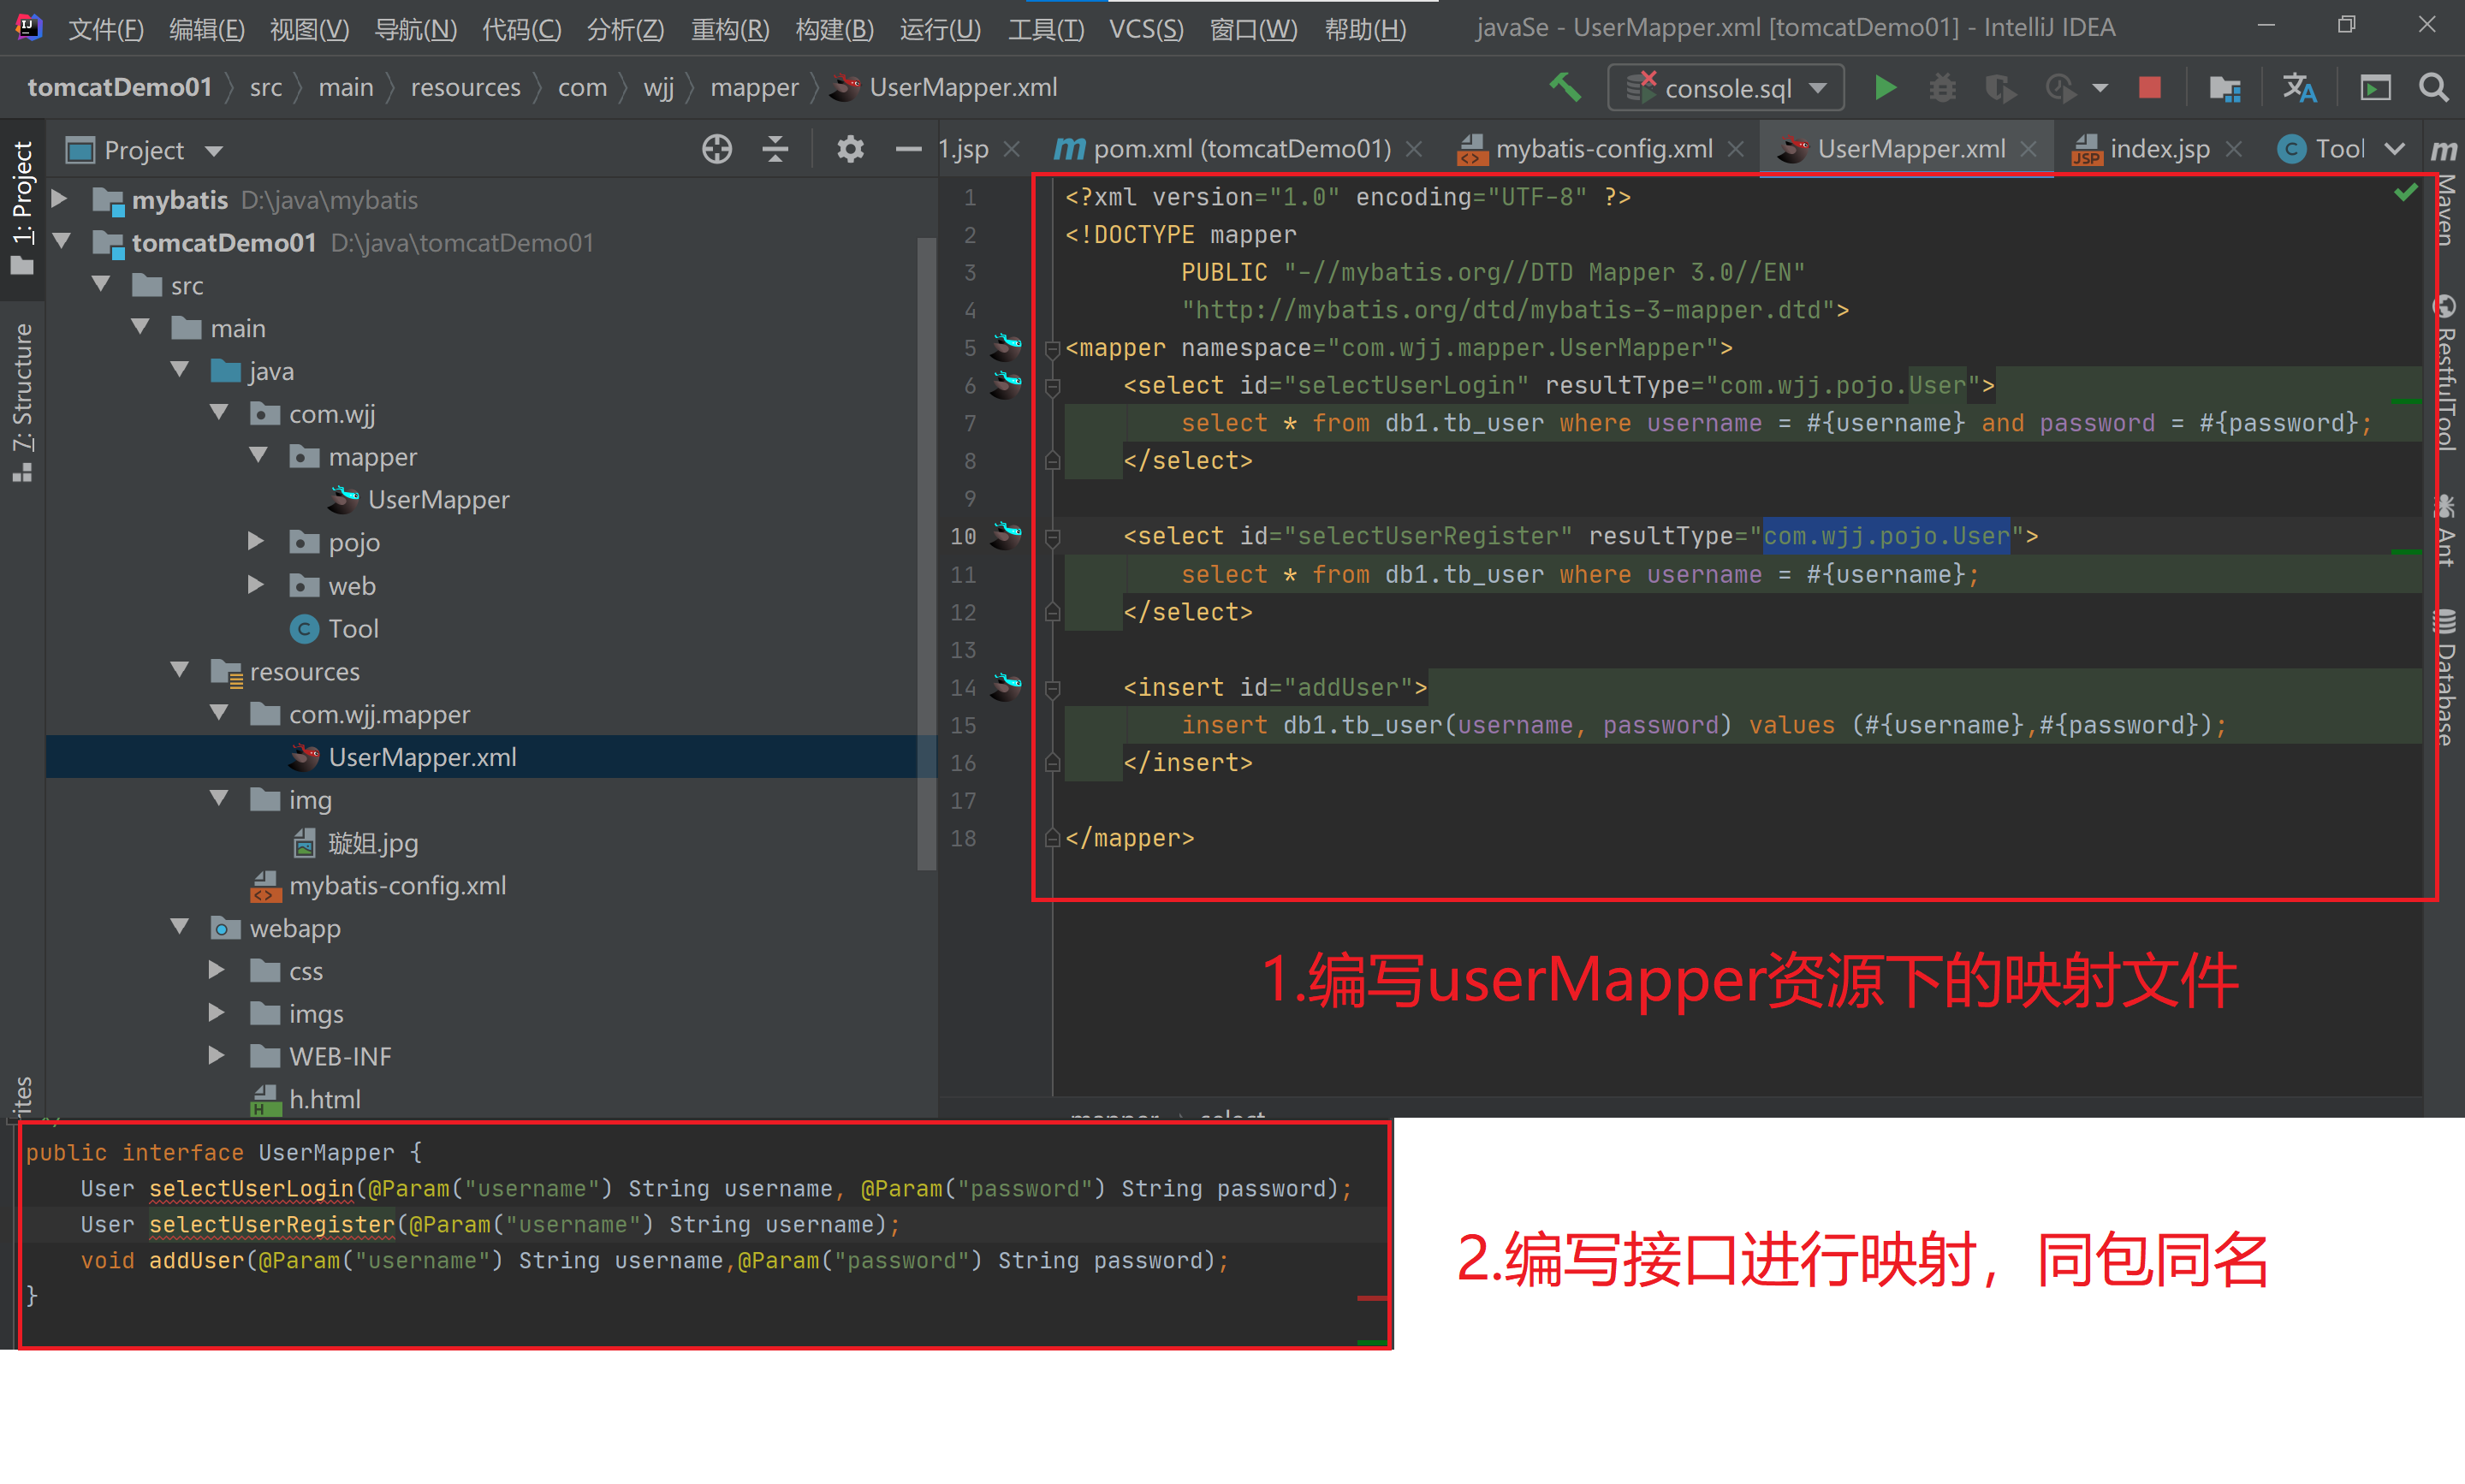 文件(F) 编辑(E) 视图(V) 导航(N) 代码(C) 分析(Z) 重构(R) 构建(B) 运行(U) 工具(T) VCS(S) 窗口(W) 帮助(H) javaSe - UserMapper.xml [tomcatDemo01] - IntelliJ IDEA
tomcatDemo01 src main resources com wjj mapper UserMapper.xml console.sql
Project
1.jsp pom.xml (tomcatDemo01) mybatis-config.xml UserMapper.xml index.jsp Tool
1: Project
7: Structure
mybatis D:\java\mybatis
tomcatDemo01 D:\java\tomcatDemo01
src
main
java
com.wjj
mapper
UserMapper
pojo
web
Tool
resources
com.wjj.mapper
UserMapper.xml
img
璇姐.jpg
mybatis-config.xml
webapp
css
imgs
WEB-INF
h.html
1 <?xml version="1.0" encoding="UTF-8" ?>
2 <!DOCTYPE mapper
3 PUBLIC "-//mybatis.org//DTD Mapper 3.0//EN"
4 "http://mybatis.org/dtd/mybatis-3-mapper.dtd">
5 <mapper namespace="com.wjj.mapper.UserMapper">
6 <select id="selectUserLogin" resultType="com.wjj.pojo.User">
7 select * from db1.tb_user where username = #{username} and password = #{password};
8 </select>
9
10 <select id="selectUserRegister" resultType="com.wjj.pojo.User">
11 select * from db1.tb_user where username = #{username};
12 </select>
13
14 <insert id="addUser">
15 insert db1.tb_user(username, password) values (#{username},#{password});
16 </insert>
17
18 </mapper>
Maven
RestfulTool
Ant
Database
1.编写userMapper资源下的映射文件
public interface UserMapper {
User selectUserLogin(@Param("username") String username, @Param("password") String password);
User selectUserRegister(@Param("username") String username);
void addUser(@Param("username") String username,@Param("password") String password);
}
2.编写接口进行映射，同包同名